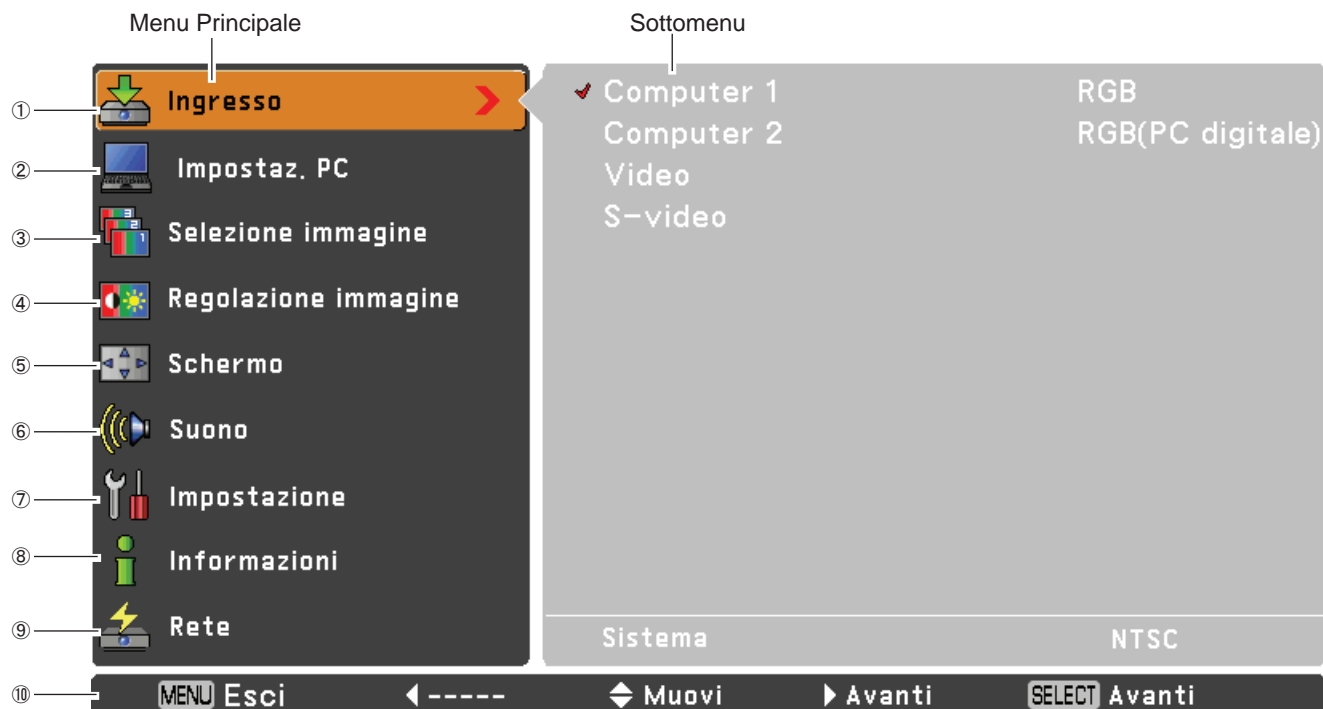 Menu Principale Sottomenu
① Ingresso
② Impostaz. PC
③ Selezione immagine
④ Regolazione immagine
⑤ Schermo
⑥ Suono
⑦ Impostazione
⑧ Informazioni
⑨ Rete
Computer 1 RGB
Computer 2 RGB(PC digitale)
Video
S-video
Sistema NTSC
⑩ MENU Esci ----- Muovi Avanti SELECT Avanti